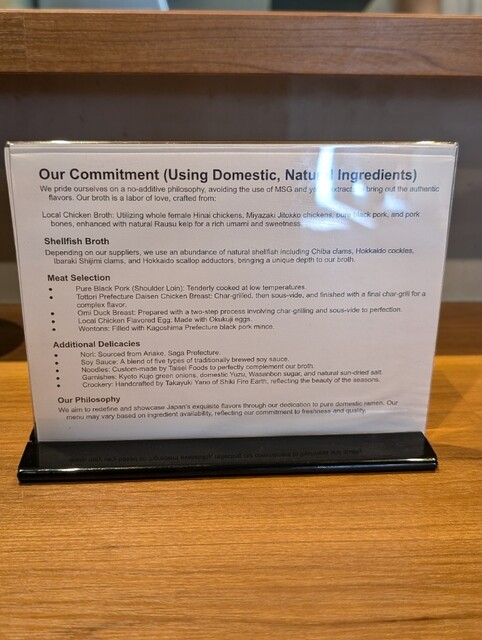 Our Commitment (Using Domestic, Natural Ingredients)
We pride ourselves on a no-additive philosophy, avoiding the use of MSG and yeast extract to bring out the authentic
flavors. Our broth is a labor of love, crafted from:
Local Chicken Broth: Utilizing whole female Hinai chickens, Miyazaki Jitokko chickens, pure black pork, and pork
bones, enhanced with natural Rausu kelp for a rich umami and sweetness.
Shellfish Broth
Depending on our suppliers, we use an abundance of natural shellfish including Chiba clams, Hokkaido cockles,
Ibaraki Shijimi clams, and Hokkaido scallop adductors, bringing a unique depth to our broth.
Meat Selection
• Pure Black Pork (Shoulder Loin): Tenderly cooked at low temperatures.
• Tottori Prefecture Daisen Chicken Breast: Char-grilled, then sous-vide, and finished with a final char-grill for a
complex flavor.
• Omi Duck Breast: Prepared with a two-step process involving char-grilling and sous-vide to perfection.
• Local Chicken Flavored Egg: Made with Okukuji eggs.
• Wontons: Filled with Kagoshima Prefecture black pork mince.
Additional Delicacies
• Nori: Sourced from Ariake, Saga Prefecture.
• Soy Sauce: A blend of five types of traditionally brewed soy sauce.
• Noodles: Custom-made by Taisei Foods to perfectly complement our broth.
• Garnishes: Kyoto Kujo green onions, domestic Yuzu, Wasanbon sugar, and natural sun-dried salt.
• Crockery: Handcrafted by Takayuki Yano of Shiki Fire Earth, reflecting the beauty of the seasons.
Our Philosophy
We aim to redefine and showcase Japan's exquisite flavors through our dedication to pure domestic ramen. Our
menu may vary based on ingredient availability, reflecting our commitment to freshness and quality.